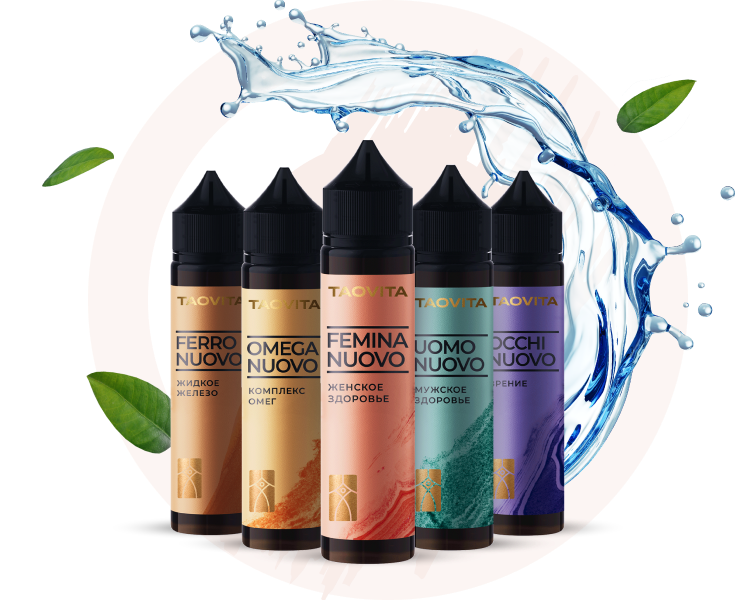 TAOVITA
FERRO
NUOVO
ЖИДКОЕ
ЖЕЛЕЗО
TAOVITA
OMEGA
NUOVO
КОМПЛЕКС
ОМЕГ
TAOVITA
FEMINA
NUOVO
ЖЕНСКОЕ
ЗДОРОВЬЕ
TAOVITA
UOMO
NUOVO
МУЖСКОЕ
ЗДОРОВЬЕ
TAOVITA
OCCHI
NUOVO
ЗРЕНИЕ